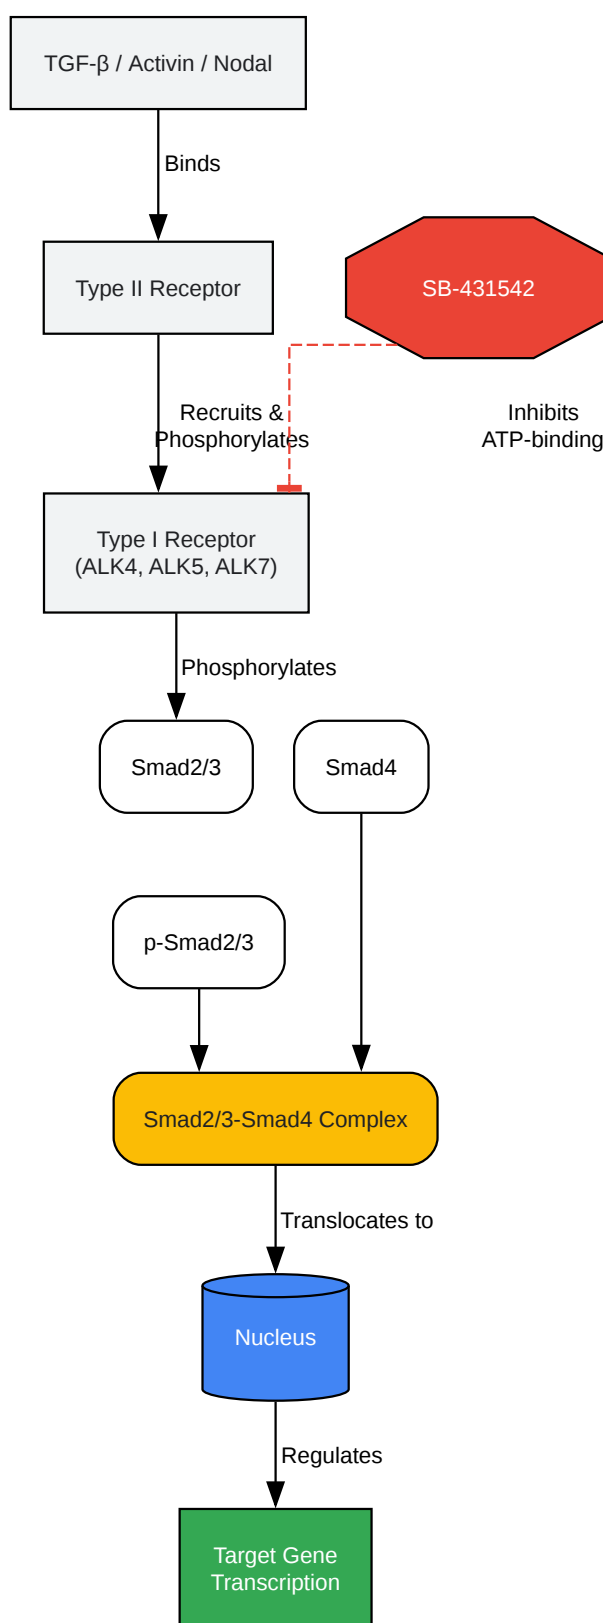 TGF-β / Activin / Nodal
Binds
Type II Receptor
SB-431542
Recruits &
Phosphorylates
Inhibits
ATP-binding
Type I Receptor
(ALK4, ALK5, ALK7)
Phosphorylates
Smad2/3
Smad4
p-Smad2/3
Smad2/3-Smad4 Complex
Translocates to
Nucleus
Regulates
Target Gene
Transcription